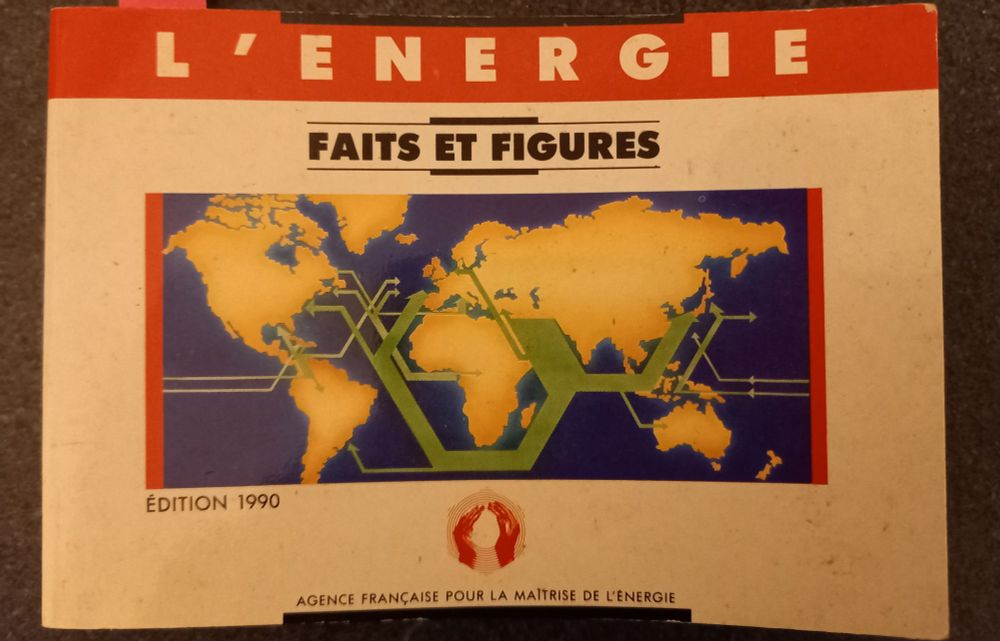 L'ENERGIE
FAITS ET FIGURES
ÉDITION 1990
AGENCE FRANÇAISE POUR LA MAÎTRISE DE L'ÉNERGIE